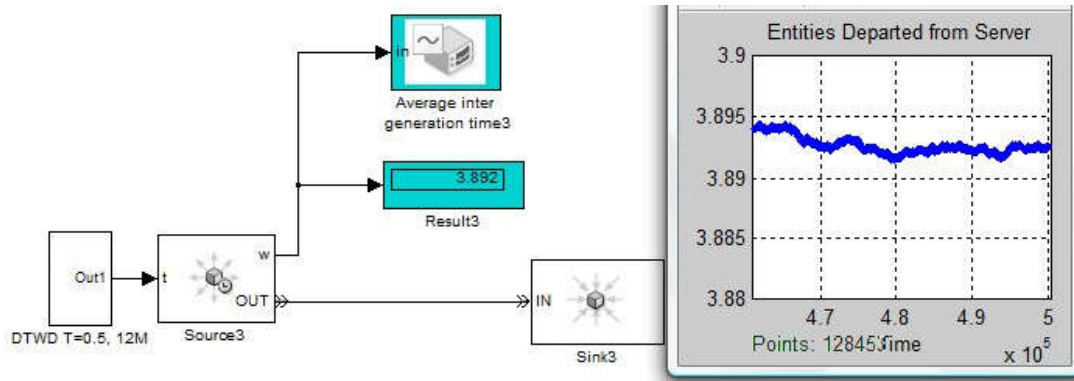 in
Average inter
generation time3
3.892
Result3
Out1
DTWD T=0.5, 12M
t
w
OUT
Source3
IN
Sink3
Entities Departed from Server
3.9
3.895
3.89
3.885
3.88
4.7 4.8 4.9 5
x 10^5
Points: 128453